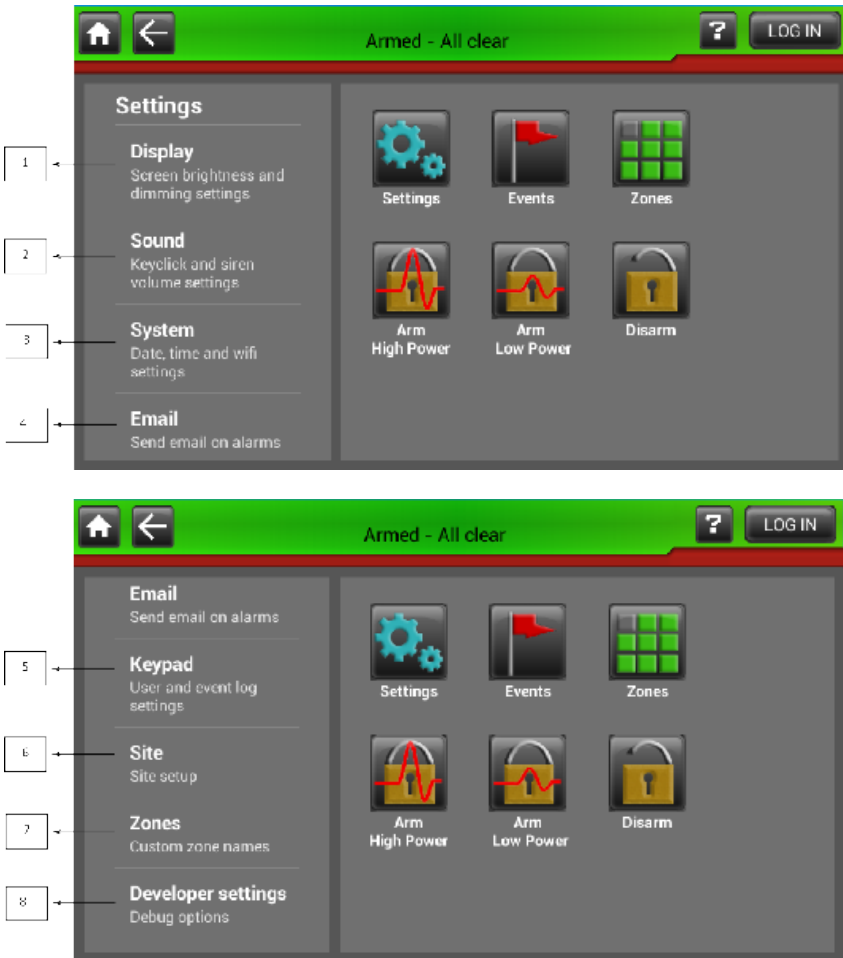 Armed - All clear
?
LOG IN
Settings
1
Display
Screen brightness and
dimming settings
2
Sound
Keyclick and siren
volume settings
3
System
Date, time and wifi
settings
4
Email
Send email on alarms
Settings
Events
Zones
Arm
High Power
Arm
Low Power
Disarm
Armed - All clear
?
LOG IN
Email
Send email on alarms
5
Keypad
User and event log
settings
6
Site
Site setup
7
Zones
Custom zone names
8
Developer settings
Debug options
Settings
Events
Zones
Arm
High Power
Arm
Low Power
Disarm